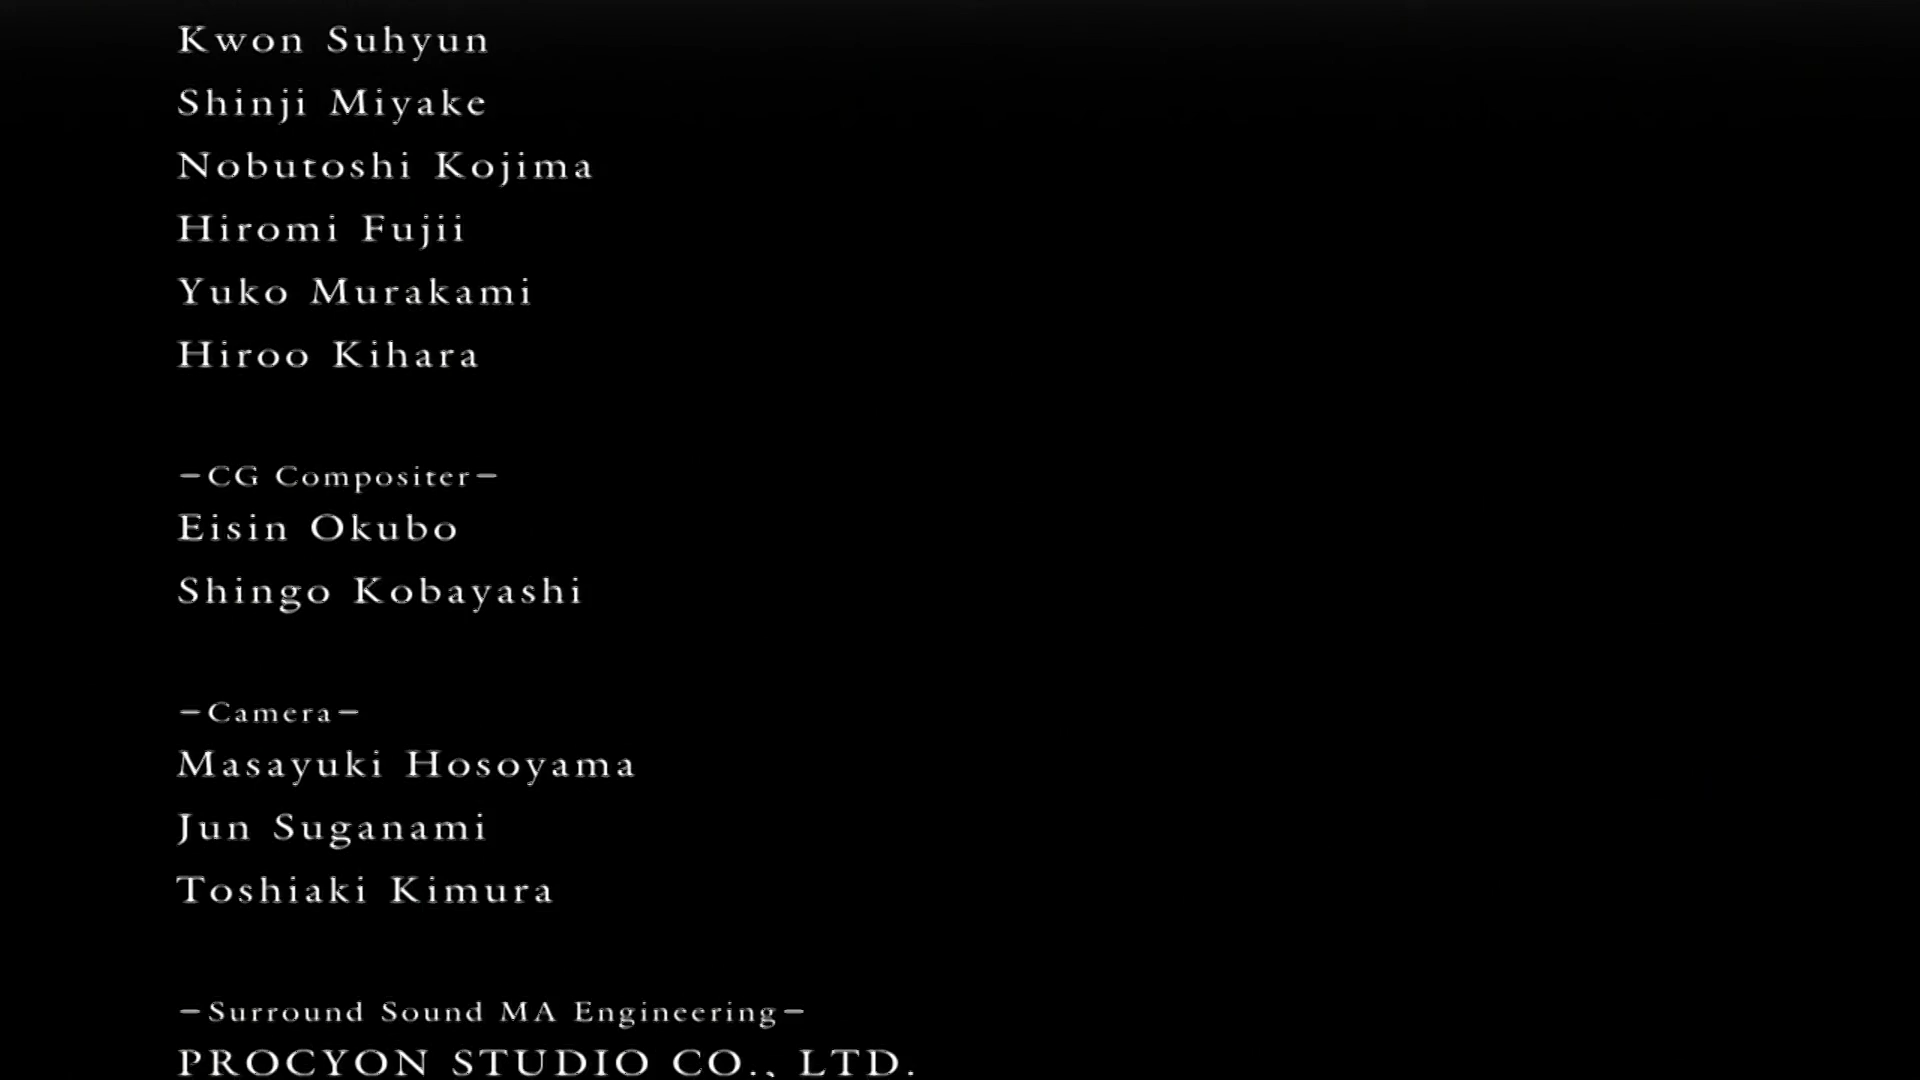 Kwon Suhyun
Shinji Miyake
Nobutoshi Kojima
Hiromi Fujii
Yuko Murakami
Hiroo Kihara
−CG Compositer−
Eisin Okubo
Shingo Kobayashi
−Camera−
Masayuki Hosoyama
Jun Suganami
Toshiaki Kimura
−Surround Sound MA Engineering−
PROCYON STUDIO CO., LTD.